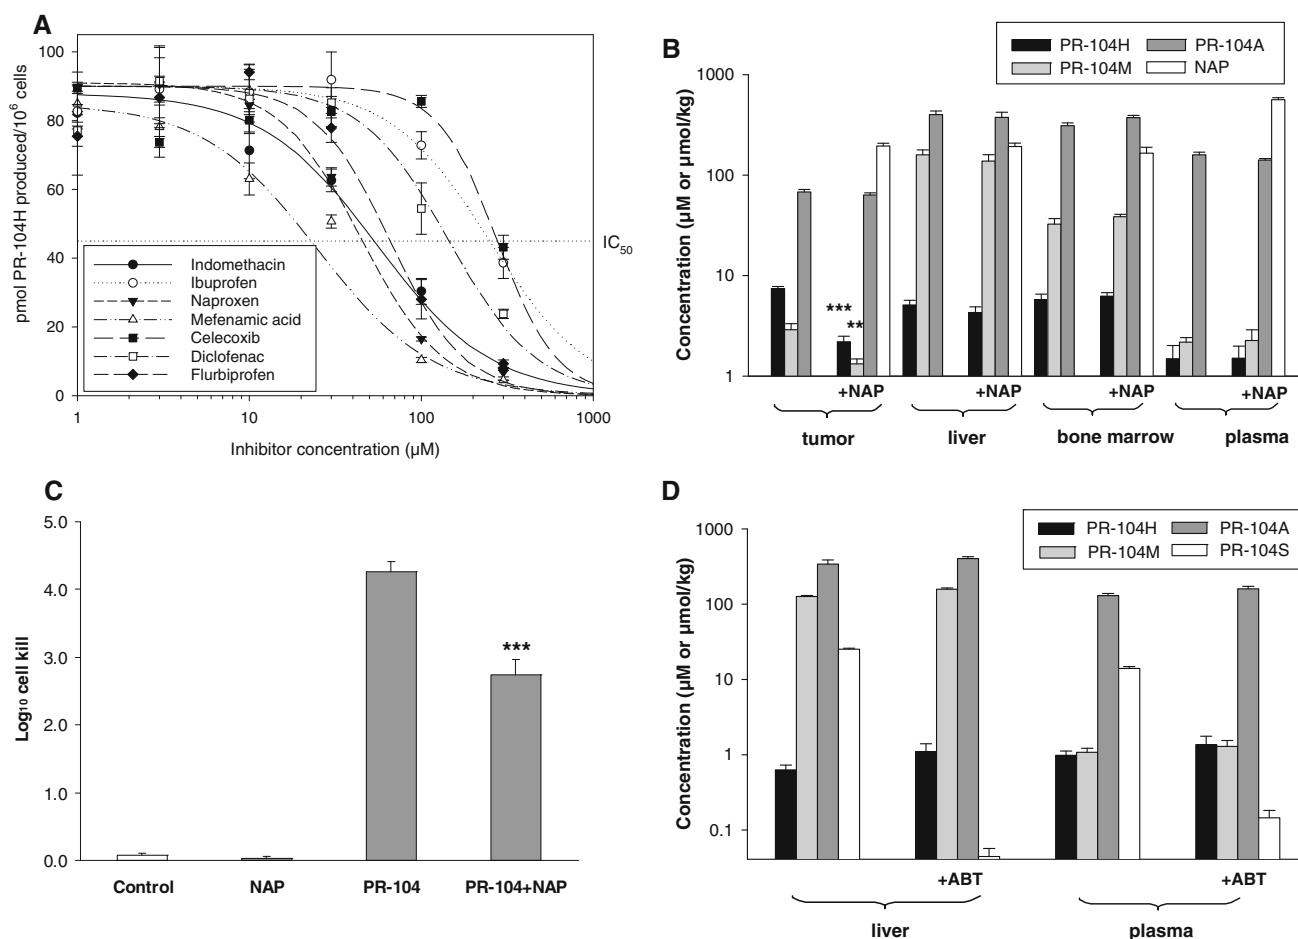 A
pmol PR-104H produced/10⁶ cells
100
80
60
40
20
0
1
10
100
1000
Inhibitor concentration (µM)
IC₅₀
Indomethacin
Ibuprofen
Naproxen
Mefenamic acid
Celecoxib
Diclofenac
Flurbiprofen
B
PR-104H
PR-104A
PR-104M
NAP
Concentration (µM or µmol/kg)
1000
100
10
1
***
**
+NAP
+NAP
+NAP
+NAP
tumor
liver
bone marrow
plasma
C
Log₁₀ cell kill
5.0
4.0
3.0
2.0
1.0
0.0
***
Control
NAP
PR-104
PR-104+NAP
D
PR-104H
PR-104A
PR-104M
PR-104S
Concentration (µM or µmol/kg)
1000
100
10
1
0.1
+ABT
+ABT
liver
plasma